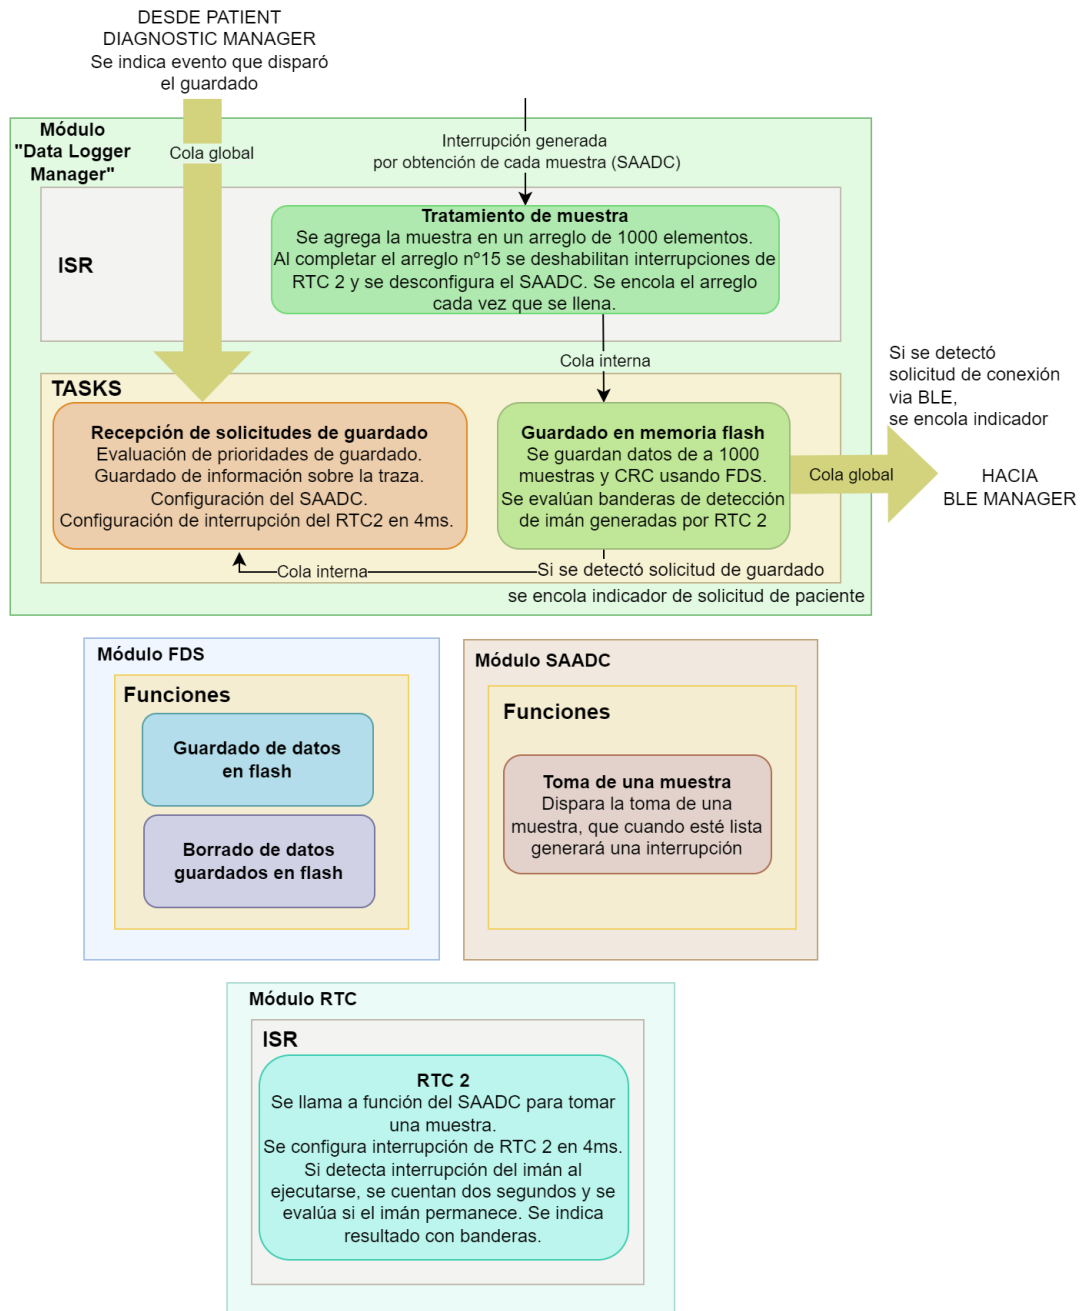 DESDE PATIENT
DIAGNOSTIC MANAGER
Se indica evento que disparó
el guardado
Módulo
"Data Logger
Manager"
Cola global
Interrupción generada
por obtención de cada muestra (SAADC)
ISR
Tratamiento de muestra
Se agrega la muestra en un arreglo de 1000 elementos.
Al completar el arreglo nº15 se deshabilitan interrupciones de
RTC 2 y se desconfigura el SAADC. Se encola el arreglo
cada vez que se llena.
Cola interna
Si se detectó
solicitud de conexión
via BLE,
se encola indicador
TASKS
Recepción de solicitudes de guardado
Evaluación de prioridades de guardado.
Guardado de información sobre la traza.
Configuración del SAADC.
Configuración de interrupción del RTC2 en 4ms.
Guardado en memoria flash
Se guardan datos de a 1000
muestras y CRC usando FDS.
Se evalúan banderas de detección
de imán generadas por RTC 2
Cola global
HACIA
BLE MANAGER
Cola interna
Si se detectó solicitud de guardado
se encola indicador de solicitud de paciente
Módulo FDS
Funciones
Guardado de datos
en flash
Borrado de datos
guardados en flash
Módulo SAADC
Funciones
Toma de una muestra
Dispara la toma de una
muestra, que cuando esté lista
generará una interrupción
Módulo RTC
ISR
RTC 2
Se llama a función del SAADC para tomar
una muestra.
Se configura interrupción de RTC 2 en 4ms.
Si detecta interrupción del imán al
ejecutarse, se cuentan dos segundos y se
evalúa si el imán permanece. Se indica
resultado con banderas.